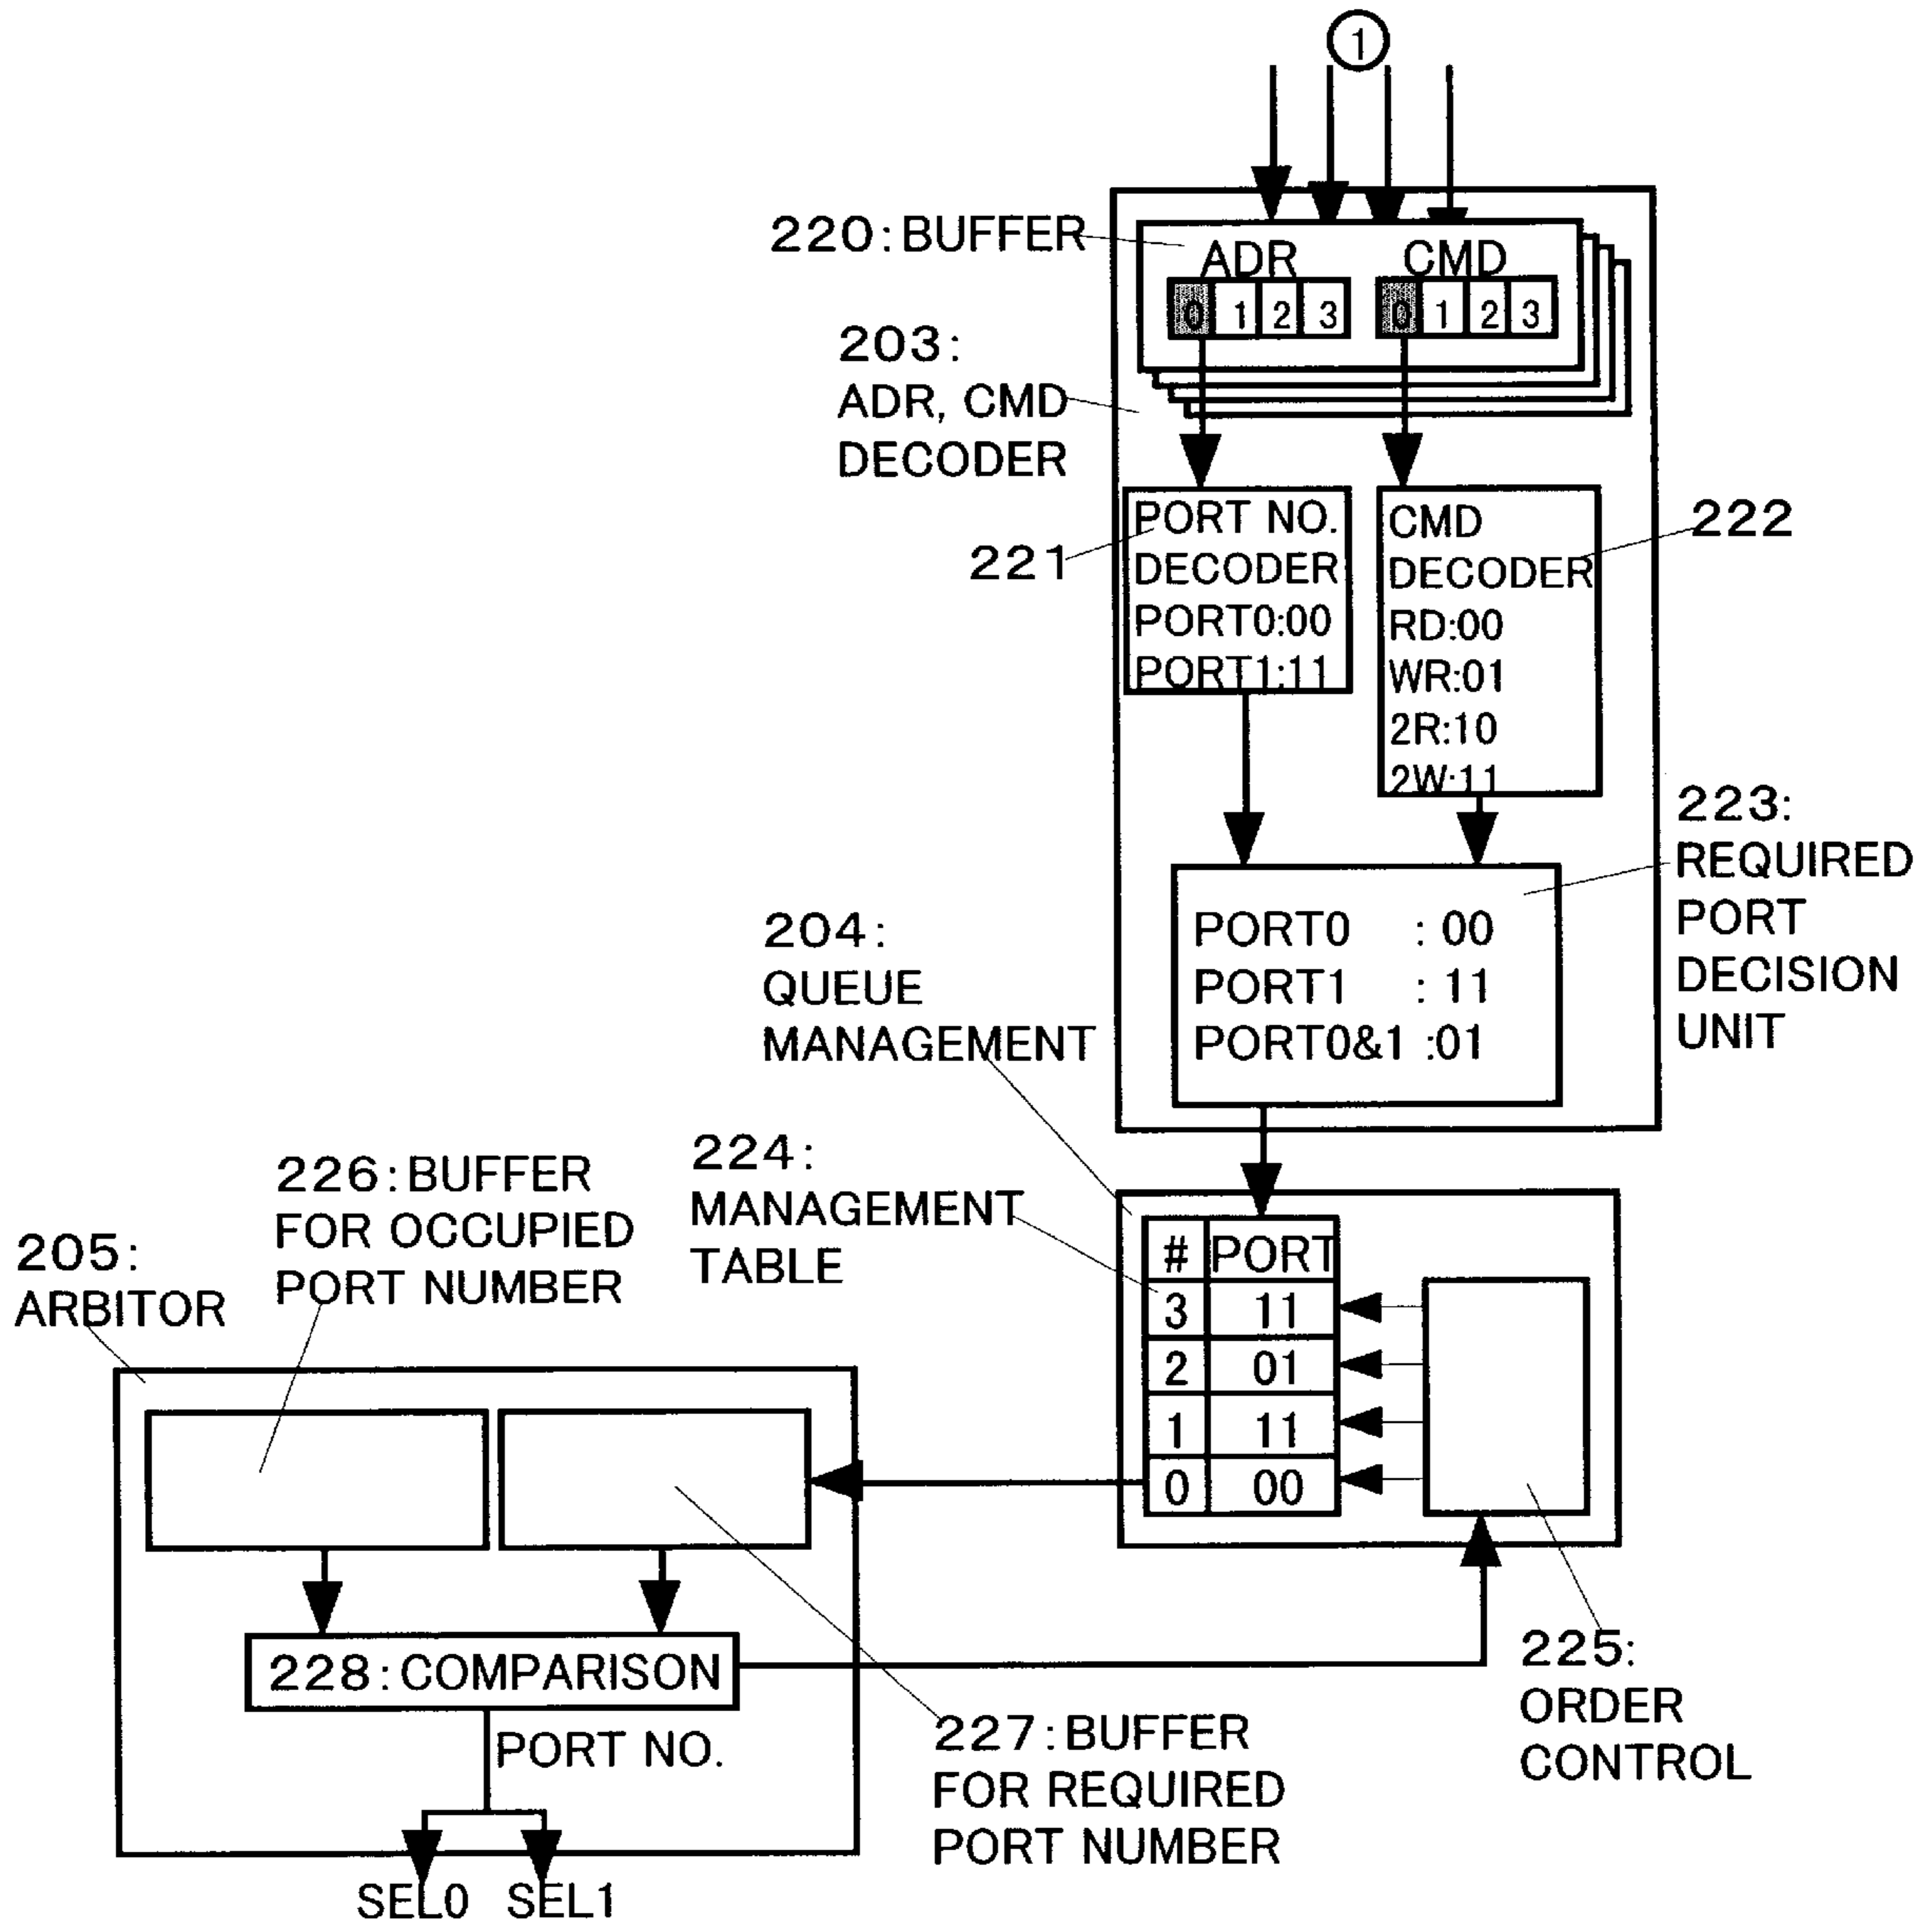 1
220:BUFFER
ADR CMD
0 1 2 3 0 1 2 3
203:
ADR, CMD
DECODER
PORT NO.
DECODER
PORT0:00
PORT1:11
221
CMD
DECODER
RD:00
WR:01
2R:10
2W:11
222
223:
REQUIRED
PORT
DECISION
UNIT
PORT0 :00
PORT1 :11
PORT0&1 :01
204:
QUEUE
MANAGEMENT
224:
MANAGEMENT
TABLE
# PORT
3 11
2 01
1 11
0 00
226:BUFFER
FOR OCCUPIED
PORT NUMBER
205:
ARBITOR
228:COMPARISON
PORT NO.
SEL0 SEL1
227:BUFFER
FOR REQUIRED
PORT NUMBER
225:
ORDER
CONTROL